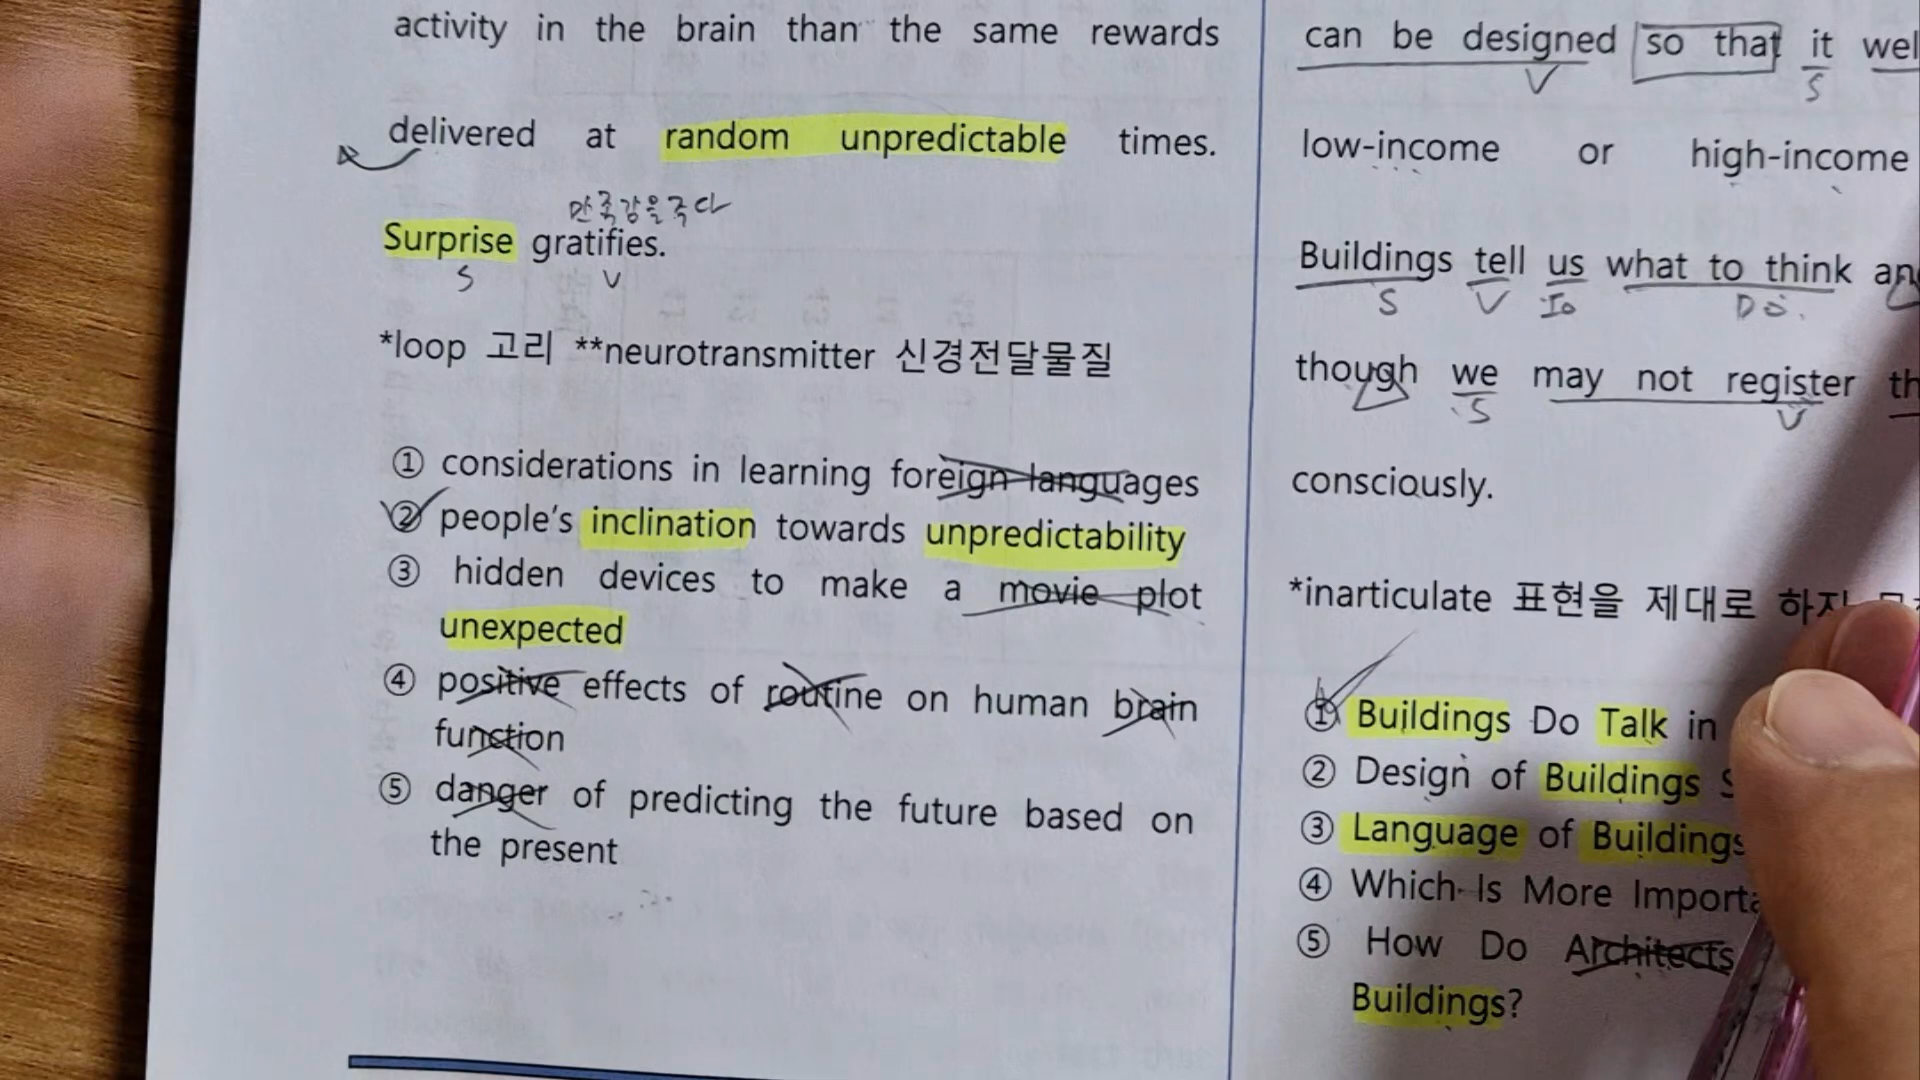 activity in the brain than the same rewards
delivered at random unpredictable times.
만족감을 주다
Surprise gratifies.
S V
*loop 고리 **neurotransmitter 신경전달물질
① considerations in learning foreign languages
② people's inclination towards unpredictability
③ hidden devices to make a movie plot
unexpected
④ positive effects of routine on human brain
function
⑤ danger of predicting the future based on
the present
can be designed so that it
V S
low-income or high-income
Buildings tell us what to think
S V Io Do.
though we may not register
S V
consciously.
*inarticulate 표현을 제대로
① Buildings Do Talk in
② Design of Buildings
③ Language of Buildings
④ Which Is More
⑤ How Do Architects
Buildings?